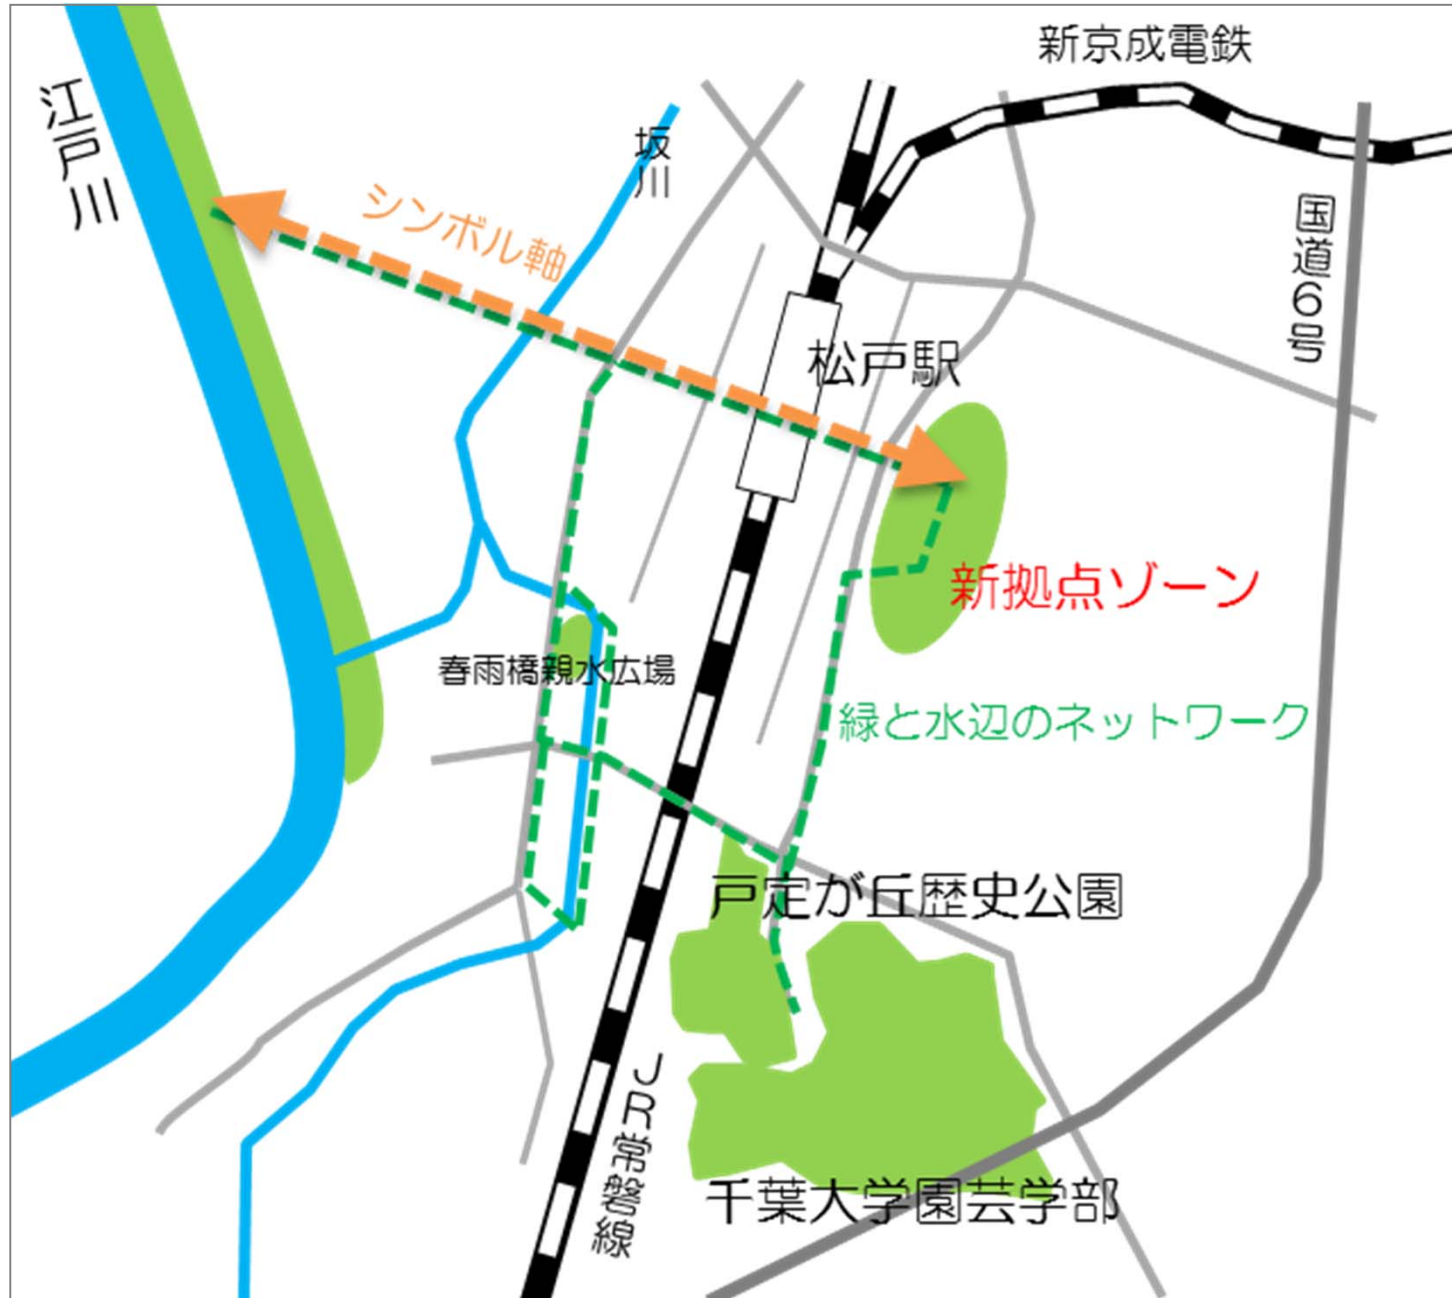 新京成電鉄
江戸川
坂川
シンボル軸
国道6号
松戸駅
新拠点ゾーン
春雨橋親水広場
緑と水辺のネットワーク
戸定が丘歴史公園
JR常磐線
千葉大学園芸学部